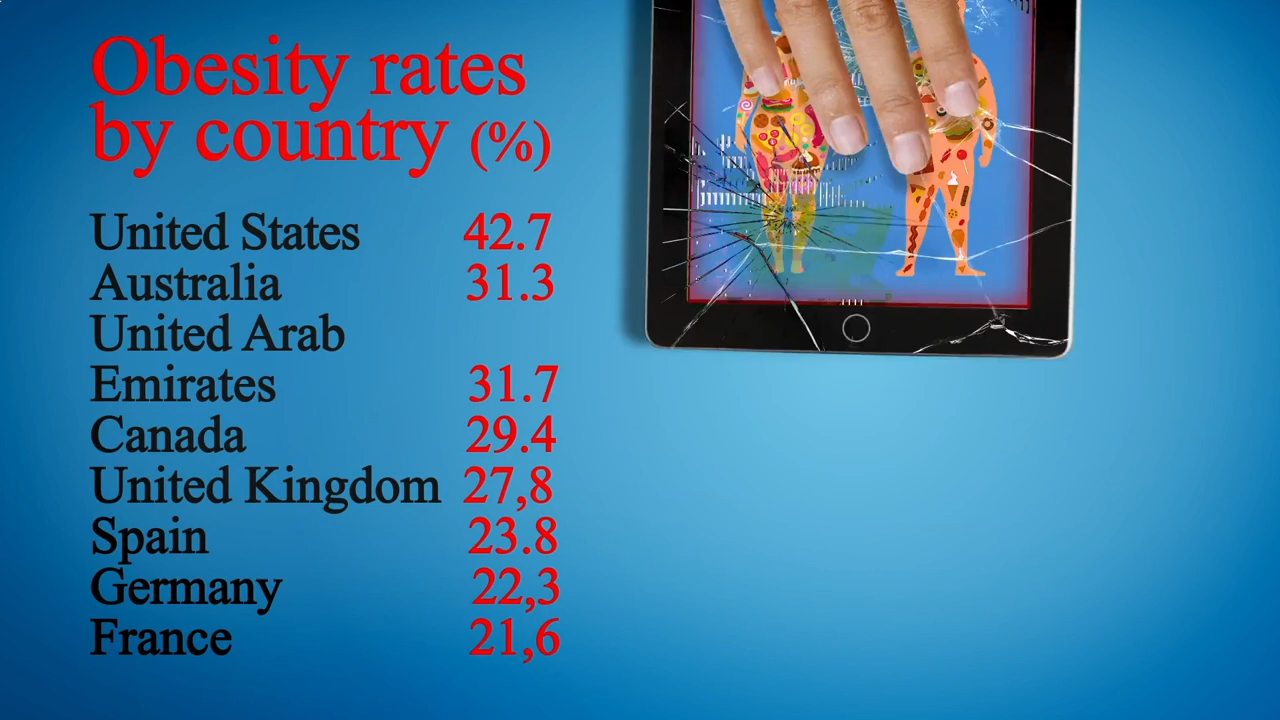 Obesity rates
by country (%)
United States 42.7
Australia 31.3
United Arab
Emirates 31.7
Canada 29.4
United Kingdom 27,8
Spain 23.8
Germany 22,3
France 21,6